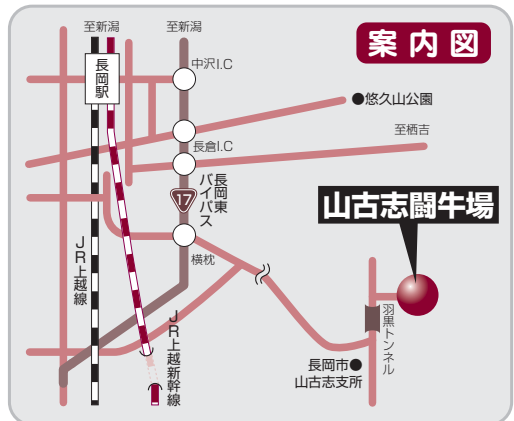 案内図
至新潟
至新潟
長岡駅
中沢I.C
●悠久山公園
至栖吉
長倉I.C
17
長岡東
バイパス
山古志闘牛場
横枕
JR上越線
JR上越新幹線
羽黒トンネル
長岡市●
山古志支所